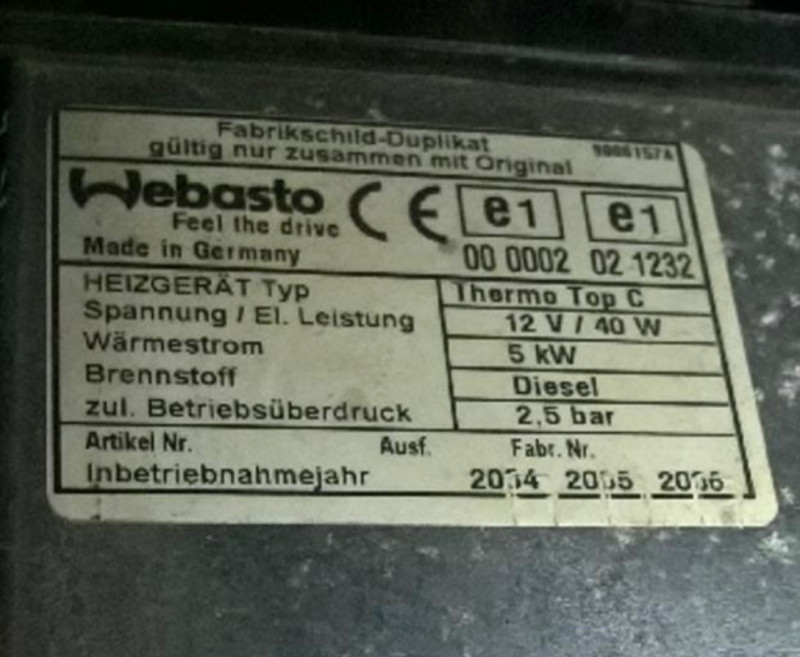 Fabrikschild-Duplikat
gültig nur zusammen mit Original
Webasto CE e1 e1
Feel the drive
Made in Germany 00 0002 02 1232
HEIZGERÄT Typ Thermo Top C
Spannung / El. Leistung 12 V / 40 W
Wärmestrom 5 kW
Brennstoff Diesel
zul. Betriebsüberdruck 2,5 bar
Artikel Nr. Ausf. Fabr. Nr.
Inbetriebnahmejahr 2004 2005 2006